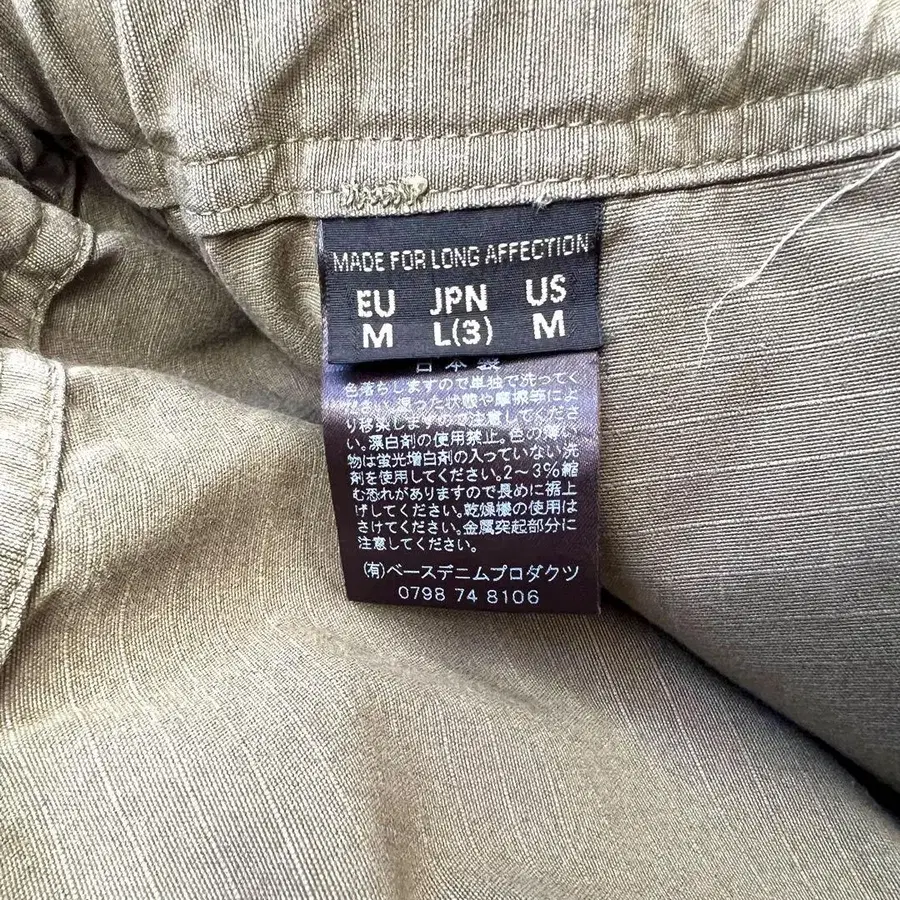 MADE FOR LONG AFFECTION
EU JPN US
M L(3) M
日本製
色落ちしますので単独で洗ってく
ださい。湿った状態や摩擦等によ
り移染しますので注意してくださ
い。漂白剤の使用禁止。色の薄い
物は蛍光増白剤の入っていない洗
剤を使用してください。2～3%縮
む恐れがありますので長めに裾上
げしてください。乾燥機の使用は
さけてください。金属突起部分に
注意してください。
(有)ベースデニムプロダクツ
0798 74 8106